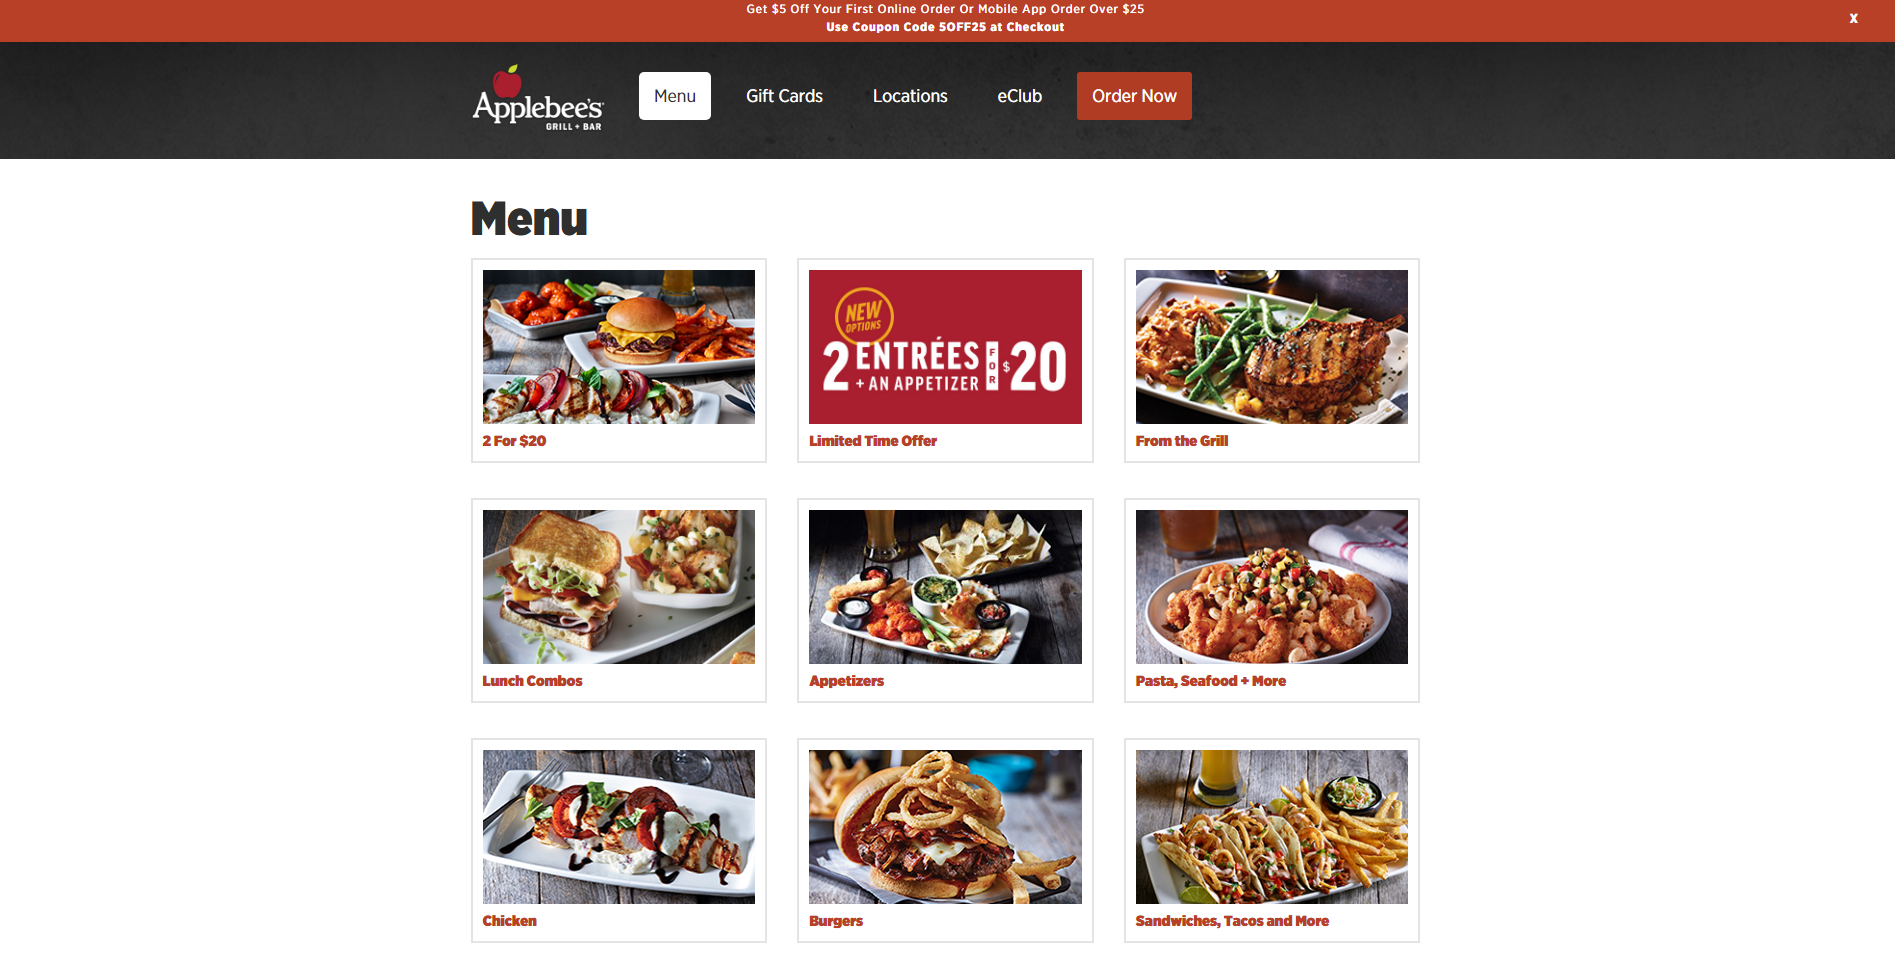 Get $5 Off Your First Online Order Or Mobile App Order Over $25
Use Coupon Code 5OFF25 at Checkout
X
Applebee's
GRILL + BAR
Menu
Gift Cards
Locations
eClub
Order Now
Menu
NEW
OPTIONS
2 ENTRÉES
+ AN APPETIZER
FOR
$20
2 For $20
Limited Time Offer
From the Grill
Lunch Combos
Appetizers
Pasta, Seafood + More
Chicken
Burgers
Sandwiches, Tacos and More